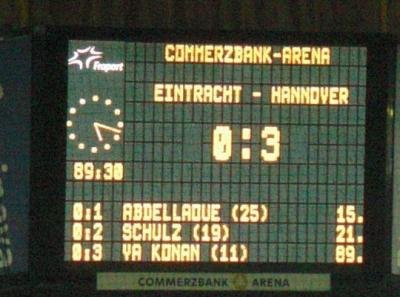 Fraport
COMMERZBANK-ARENA
EINTRACHT - HANNOVER
0:3
89:30
0:1 ABDELLAOUE (25) 15.
0:2 SCHULZ (19) 21.
0:3 YA KONAN (11) 89.
COMMERZBANK ARENA